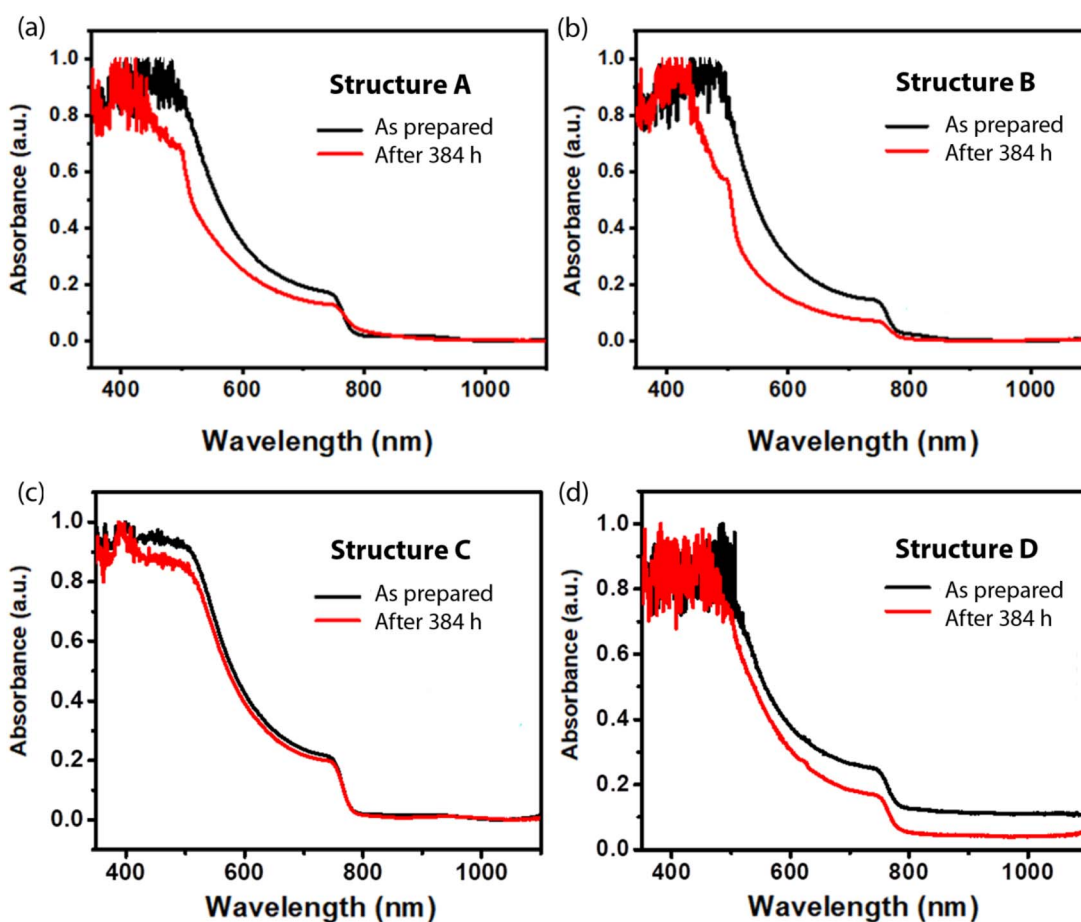 (a)
Structure A
As prepared
After 384 h
Absorbance (a.u.)
1.0
0.8
0.6
0.4
0.2
0.0
400
600
800
1000
Wavelength (nm)
(b)
Structure B
As prepared
After 384 h
Absorbance (a.u.)
1.0
0.8
0.6
0.4
0.2
0.0
400
600
800
1000
Wavelength (nm)
(c)
Structure C
As prepared
After 384 h
Absorbance (a.u.)
1.0
0.8
0.6
0.4
0.2
0.0
400
600
800
1000
Wavelength (nm)
(d)
Structure D
As prepared
After 384 h
Absorbance (a.u.)
1.0
0.8
0.6
0.4
0.2
0.0
400
600
800
1000
Wavelength (nm)